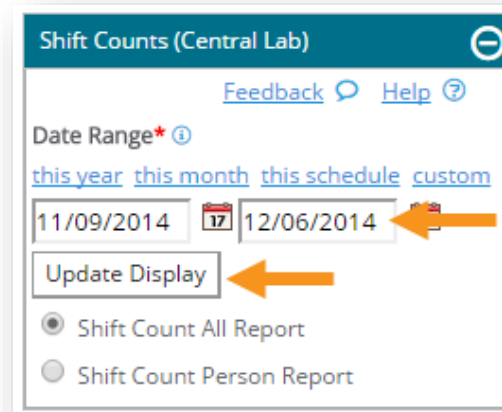 Shift Counts (Central Lab)
Feedback Help
Date Range*
this year this month this schedule custom
11/09/2014 17 12/06/2014
Update Display
Shift Count All Report
Shift Count Person Report